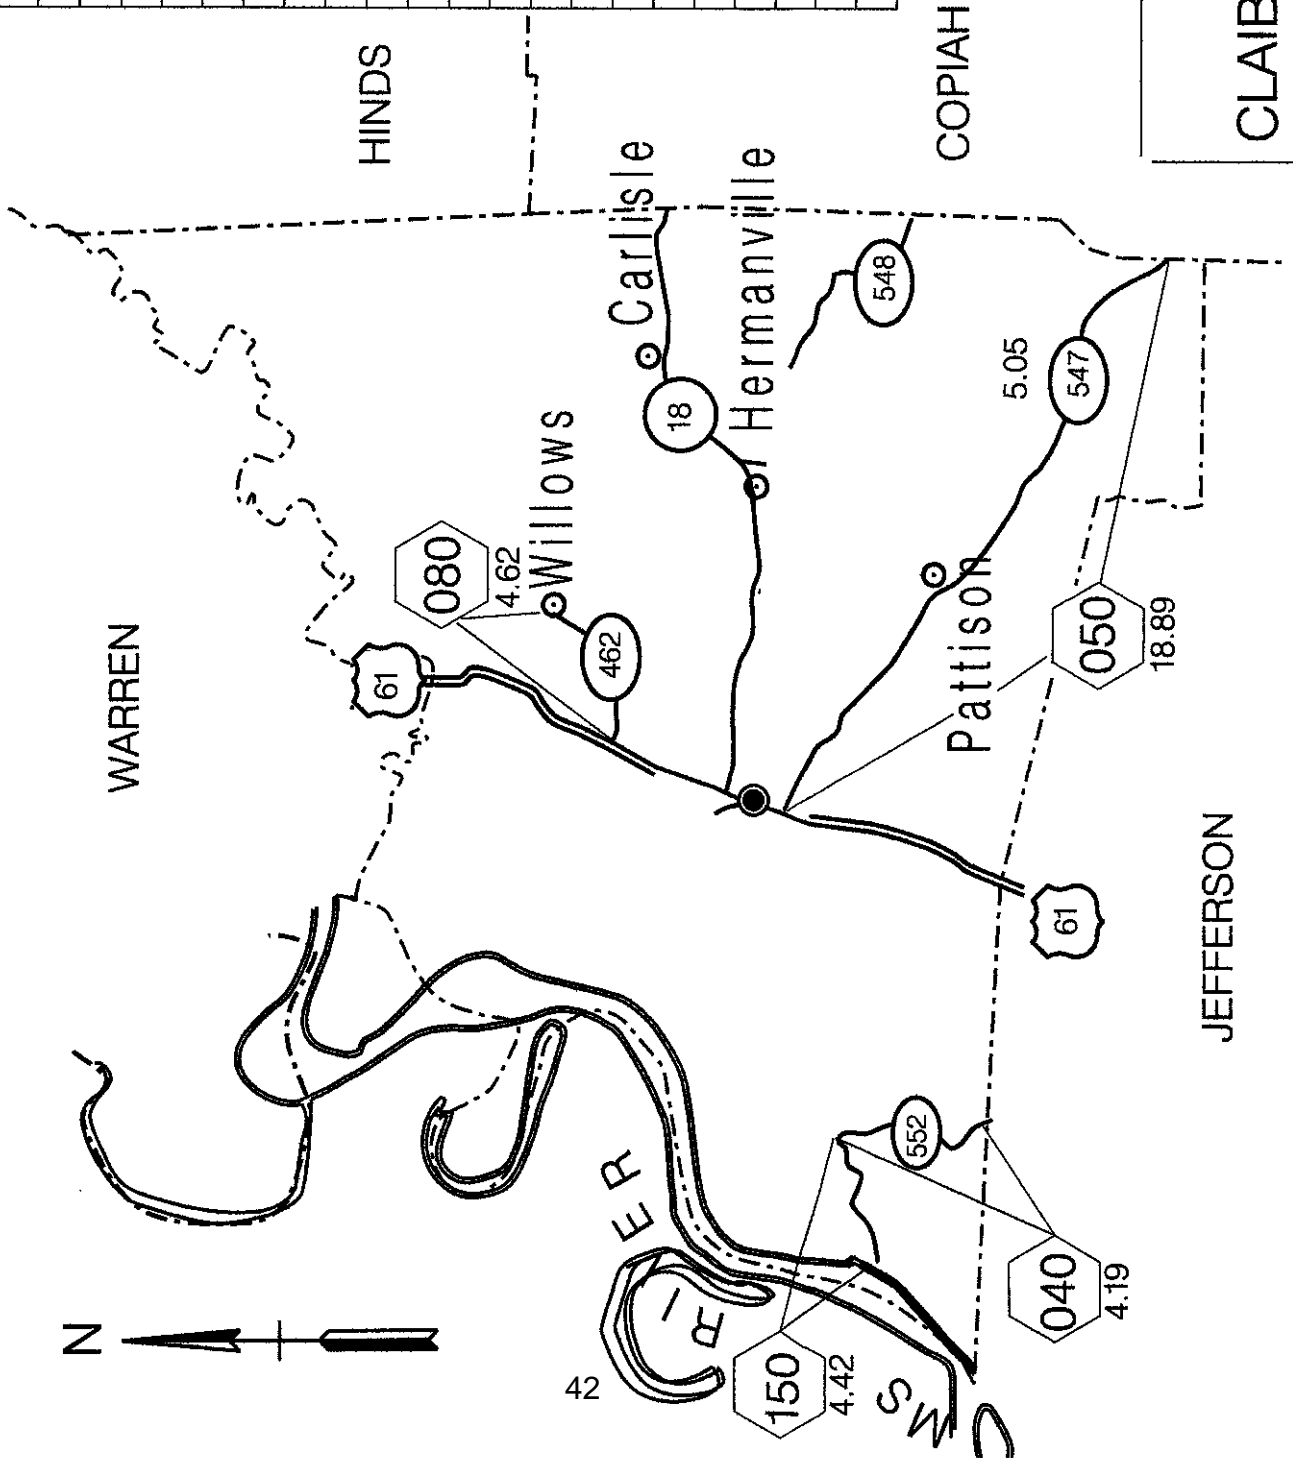 N
WARREN
HINDS
61
080
4.62
Willows
462
Carlisle
18
Hermanville
548
COPIAH
5.05
547
Pattison
050
18.89
61
JEFFERSON
552
040
4.19
150
4.42
42
S
R
I
E R
CLAIB